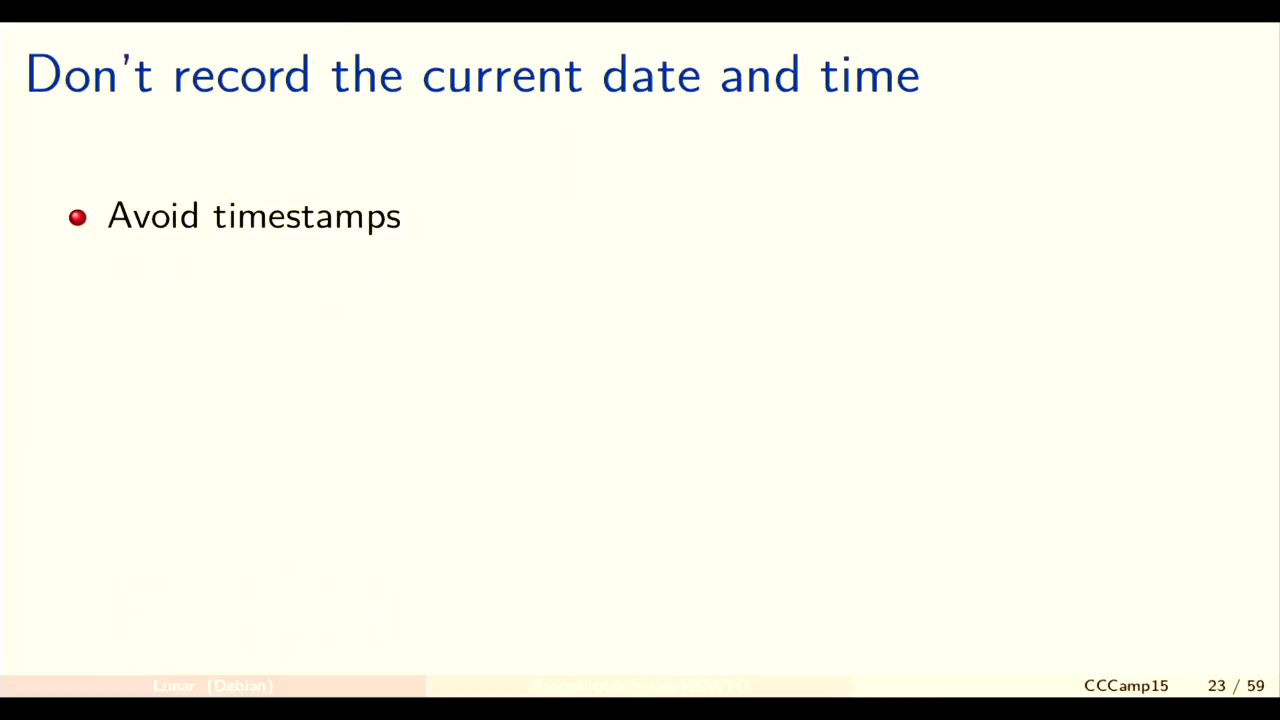 Don't record the current date and time
Avoid timestamps
Lunar (Debian)
CCCamp15 23 / 59